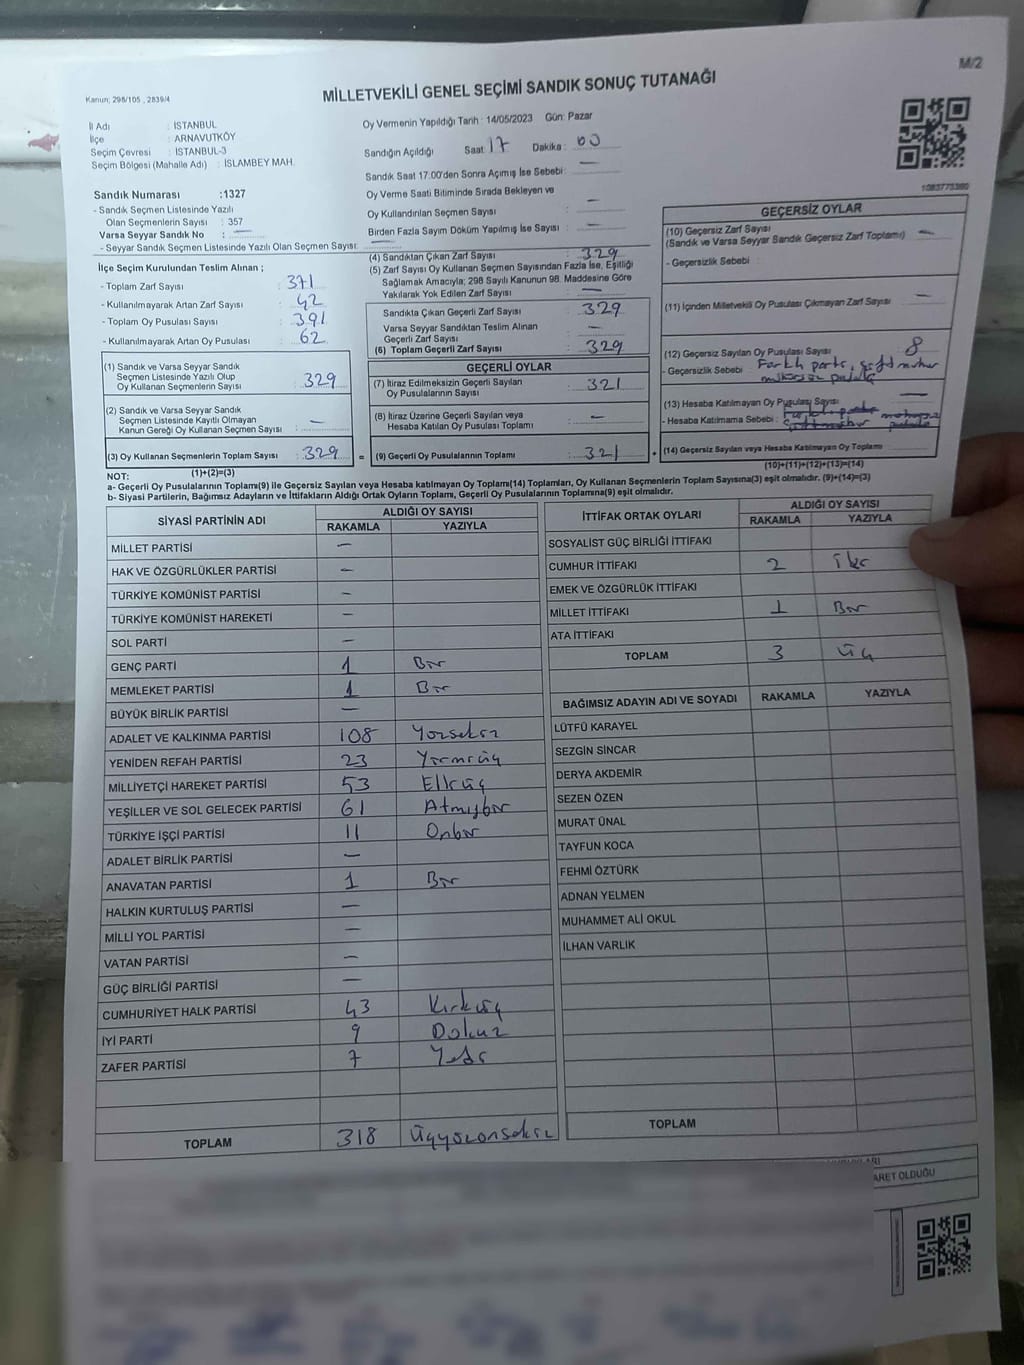 M/2
MİLLETVEKİLİ GENEL SEÇİMİ SANDIK SONUÇ TUTANAĞI
Kanun: 298/105 , 2839/4
İl Adı : İSTANBUL
İlçe : ARNAVUTKÖY
Seçim Çevresi : İSTANBUL-3
Seçim Bölgesi (Mahalle Adı) : İSLAMBEY MAH.
Sandık Numarası :1327
- Sandık Seçmen Listesinde Yazılı
Olan Seçmenlerin Sayısı : 357
Varsa Seyyar Sandık No : —
- Seyyar Sandık Seçmen Listesinde Yazılı Olan Seçmen Sayısı:
Oy Vermenin Yapıldığı Tarih : 14/05/2023 Gün: Pazar
Sandığın Açıldığı Saat: 17 Dakika: 00
Sandık Saat 17:00'den Sonra Açımış İse Sebebi: —
Oy Verme Saati Bitiminde Sırada Bekleyen ve
Oy Kullandırılan Seçmen Sayısı : —
Birden Fazla Sayım Döküm Yapılmış İse Sayısı : —
1083775380
İlçe Seçim Kurulundan Teslim Alınan ;
- Toplam Zarf Sayısı : 371
- Kullanılmayarak Artan Zarf Sayısı : 42
- Toplam Oy Pusulası Sayısı : 391
- Kullanılmayarak Artan Oy Pusulası : 62
(1) Sandık ve Varsa Seyyar Sandık
Seçmen Listesinde Yazılı Olup
Oy Kullanan Seçmenlerin Sayısı : 329
(2) Sandık ve Varsa Seyyar Sandık
Seçmen Listesinde Kayıtlı Olmayan
Kanun Gereği Oy Kullanan Seçmen Sayısı : —
(3) Oy Kullanan Seçmenlerin Toplam Sayısı : 329 =
(1)+(2)=(3)
(4) Sandıktan Çıkan Zarf Sayısı : 329
(5) Zarf Sayısı Oy Kullanan Seçmen Sayısından Fazla İse, Eşitliği
Sağlamak Amacıyla; 298 Sayılı Kanunun 98. Maddesine Göre
Yakılarak Yok Edilen Zarf Sayısı : —
Sandıkta Çıkan Geçerli Zarf Sayısı : 329
Varsa Seyyar Sandıktan Teslim Alınan
Geçerli Zarf Sayısı : —
(6) Toplam Geçerli Zarf Sayısı : 329
GEÇERLİ OYLAR
(7) İtiraz Edilmeksizin Geçerli Sayılan
Oy Pusulalarının Sayısı : 321
(8) İtiraz Üzerine Geçerli Sayılan veya
Hesaba Katılan Oy Pusulası Toplamı : —
(9) Geçerli Oy Pusulalarının Toplamı : 321 +
GEÇERSİZ OYLAR
(10) Geçersiz Zarf Sayısı
(Sandık ve Varsa Seyyar Sandık Geçersiz Zarf Toplamı) : —
- Geçersizlik Sebebi :
(11) İçinden Milletvekili Oy Pusulası Çıkmayan Zarf Sayısı : —
(12) Geçersiz Sayılan Oy Pusulası Sayısı : 8
- Geçersizlik Sebebi : Farklı parti, çift mühür
mühürsüz pusula
(13) Hesaba Katılmayan Oy Pusulası Sayısı : —
- Hesaba Katılmama Sebebi :
(14) Geçersiz Sayılan veya Hesaba Katılmayan Oy Toplamı :
(10)+(11)+(12)+(13)=(14)
NOT:
a- Geçerli Oy Pusulasının Toplam(9) ile Geçersiz Sayılan veya Hesaba katılmayan Oy Toplam(14) Toplamları, Oy Kullanan Seçmenlerin Toplam Sayısına(3) eşit olmalıdır. (9)+(14)=(3)
b- Siyasi Partilerin, Bağımsız Adayların ve İttifakların Aldığı Ortak Oyların Toplamı, Geçerli Oy Pusulalarının Toplamına(9) eşit olmalıdır.
SİYASİ PARTİNİN ADI ALDIĞI OY SAYISI
RAKAMLA YAZIYLA
MİLLET PARTİSİ —
HAK VE ÖZGÜRLÜKLER PARTİSİ —
TÜRKİYE KOMÜNİST PARTİSİ —
TÜRKİYE KOMÜNİST HAREKETİ —
SOL PARTİ —
GENÇ PARTİ 1 Bir
MEMLEKET PARTİSİ 1 Bir
BÜYÜK BİRLİK PARTİSİ —
ADALET VE KALKINMA PARTİSİ 108 Yüzsekiz
YENİDEN REFAH PARTİSİ 23 Yirmiüç
MİLLİYETÇİ HAREKET PARTİSİ 53 Elliüç
YEŞİLLER VE SOL GELECEK PARTİSİ 61 Atmışbir
TÜRKİYE İŞÇİ PARTİSİ 11 Onbir
ADALET BİRLİK PARTİSİ —
ANAVATAN PARTİSİ 1 Bir
HALKIN KURTULUŞ PARTİSİ —
MİLLİ YOL PARTİSİ —
VATAN PARTİSİ —
GÜÇ BİRLİĞİ PARTİSİ —
CUMHURİYET HALK PARTİSİ 43 Kırküç
İYİ PARTİ 9 Dokuz
ZAFER PARTİSİ 7 Yedi
TOPLAM 318 Üçyüzonsekiz
İTTİFAK ORTAK OYLARI ALDIĞI OY SAYISI
RAKAMLA YAZIYLA
SOSYALİST GÜÇ BİRLİĞİ İTTİFAKI
CUMHUR İTTİFAKI 2 İki
EMEK VE ÖZGÜRLÜK İTTİFAKI
MİLLET İTTİFAKI 1 Bir
ATA İTTİFAKI
TOPLAM 3 Üç
BAĞIMSIZ ADAYIN ADI VE SOYADI RAKAMLA YAZIYLA
LÜTFÜ KARAYEL
SEZGİN SİNCAR
DERYA AKDEMİR
SEZEN ÖZEN
MURAT ÜNAL
TAYFUN KOCA
FEHMİ ÖZTÜRK
ADNAN YELMEN
MUHAMMET ALİ OKUL
İLHAN VARLIK
TOPLAM
ARET OLDUĞU